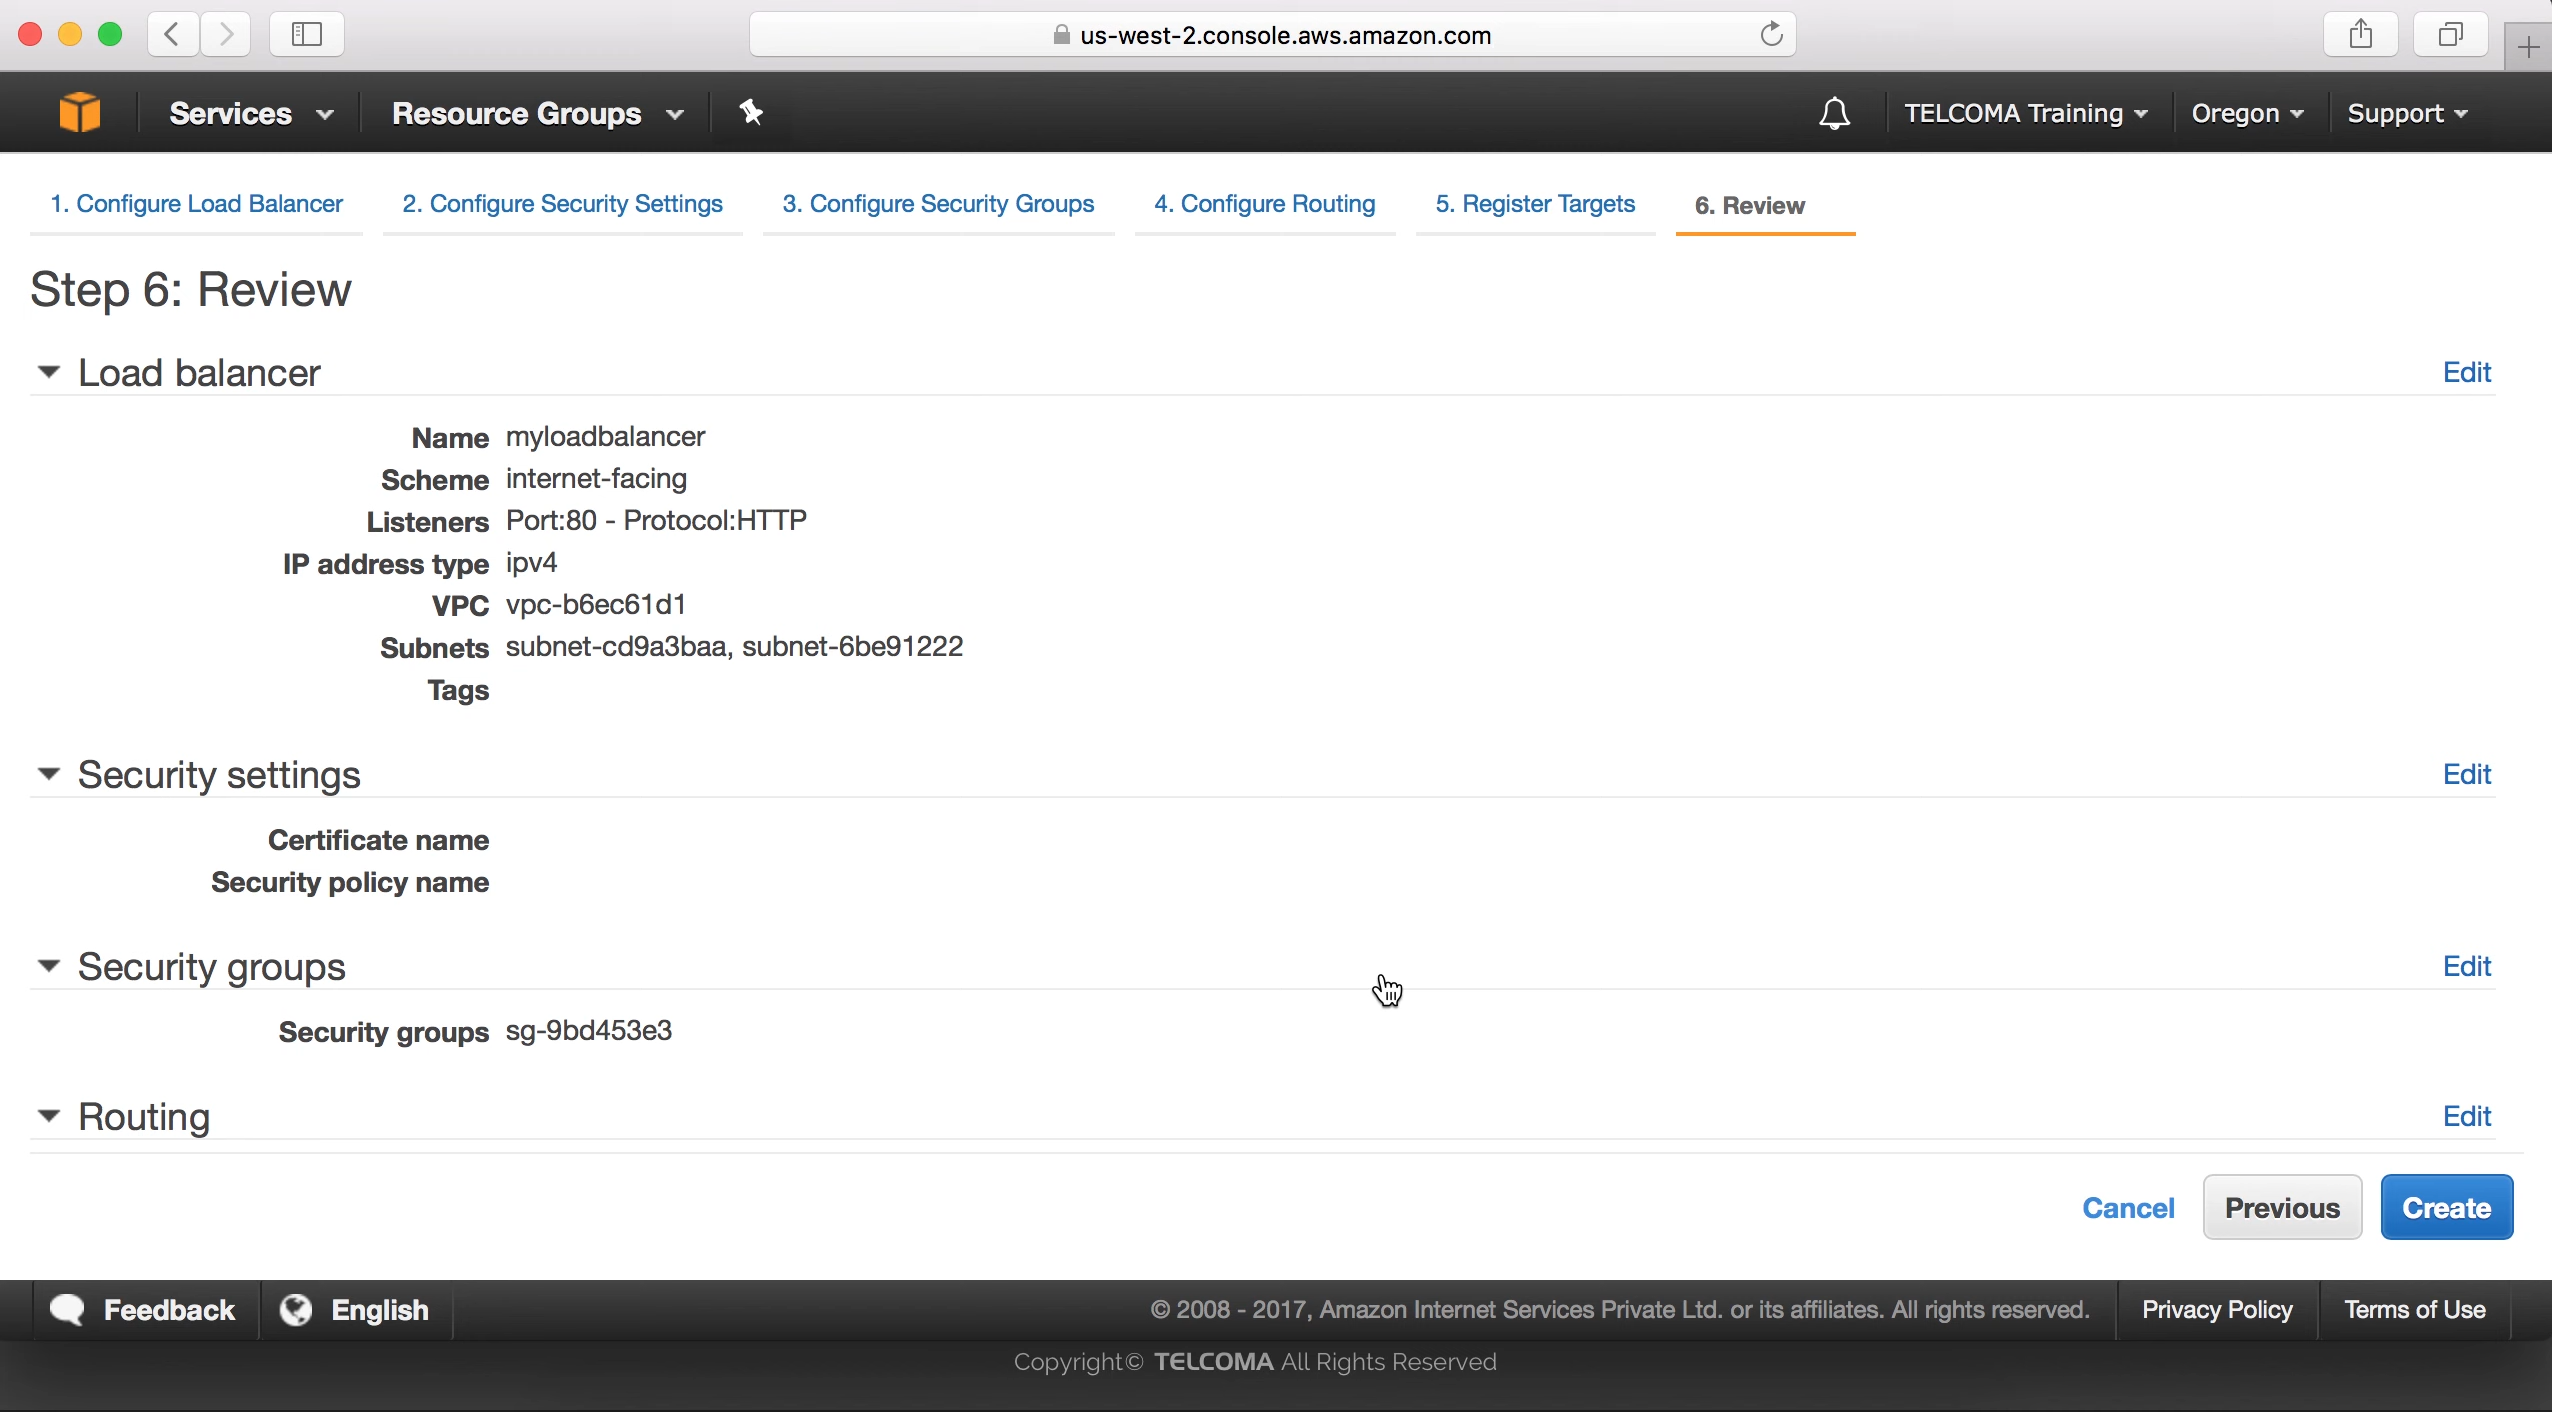 us-west-2.console.aws.amazon.com
Services Resource Groups TELCOMA Training Oregon Support
1. Configure Load Balancer 2. Configure Security Settings 3. Configure Security Groups 4. Configure Routing 5. Register Targets 6. Review
Step 6: Review
Load balancer Edit
Name myloadbalancer
Scheme internet-facing
Listeners Port:80 - Protocol:HTTP
IP address type ipv4
VPC vpc-b6ec61d1
Subnets subnet-cd9a3baa, subnet-6be91222
Tags
Security settings Edit
Certificate name
Security policy name
Security groups Edit
Security groups sg-9bd453e3
Routing Edit
Cancel Previous Create
Feedback English © 2008 - 2017, Amazon Internet Services Private Ltd. or its affiliates. All rights reserved. Privacy Policy Terms of Use
Copyright© TELCOMA All Rights Reserved